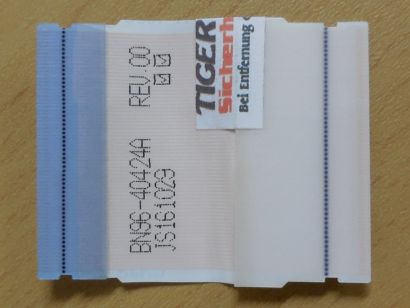 BN96-40424A REV.00
JS161029
TIGER
Sicherh
Bei Entfernung